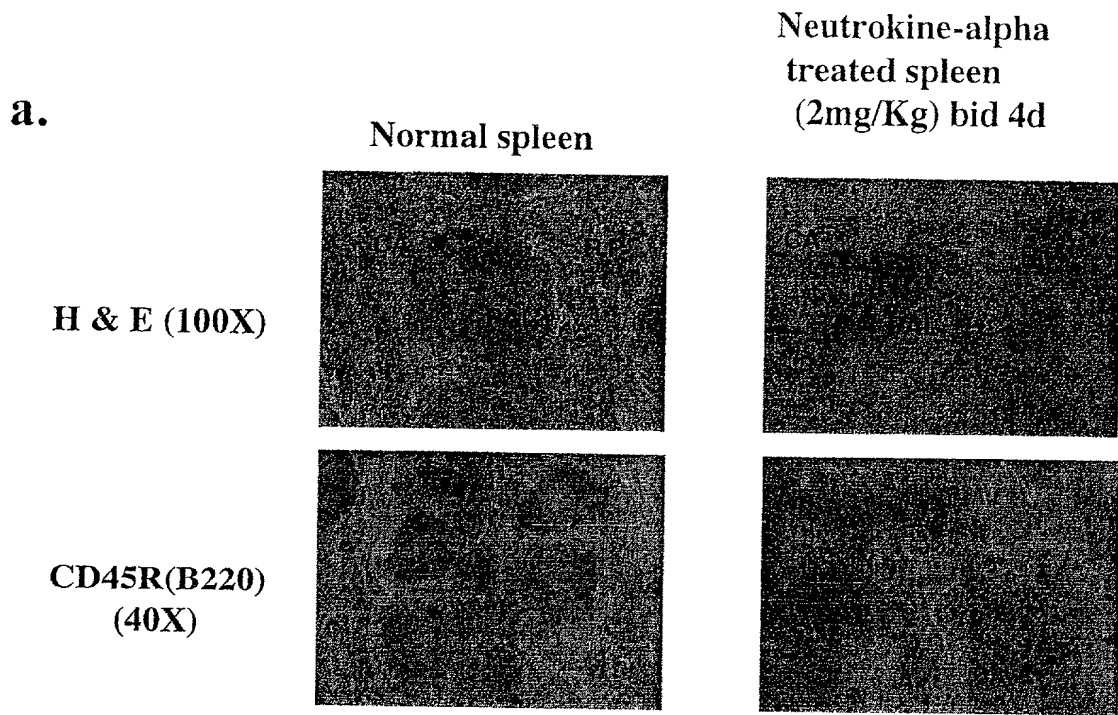 a.
Normal spleen
Neutrokine-alpha
treated spleen
(2mg/Kg) bid 4d
H & E (100X)
CD45R(B220)
(40X)